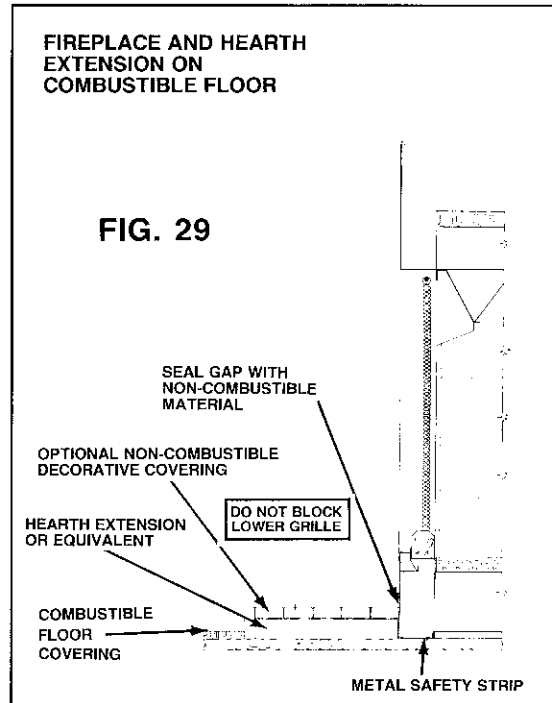 FIREPLACE AND HEARTH
EXTENSION ON
COMBUSTIBLE FLOOR
FIG. 29
SEAL GAP WITH
NON-COMBUSTIBLE
MATERIAL
OPTIONAL NON-COMBUSTIBLE
DECORATIVE COVERING
DO NOT BLOCK
LOWER GRILLE
HEARTH EXTENSION
OR EQUIVALENT
COMBUSTIBLE
FLOOR
COVERING
METAL SAFETY STRIP